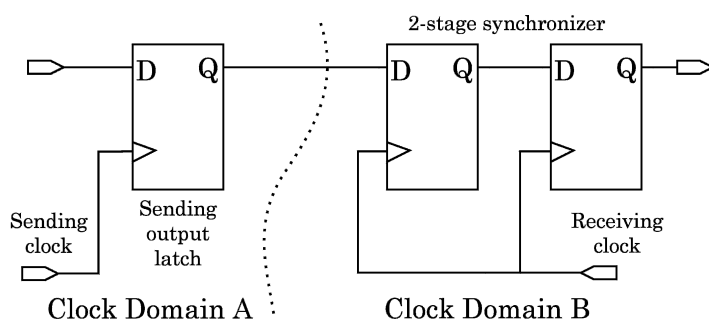 2-stage synchronizer
D Q
D Q
D Q
Sending
clock
Sending
output
latch
Receiving
clock
Clock Domain A
Clock Domain B